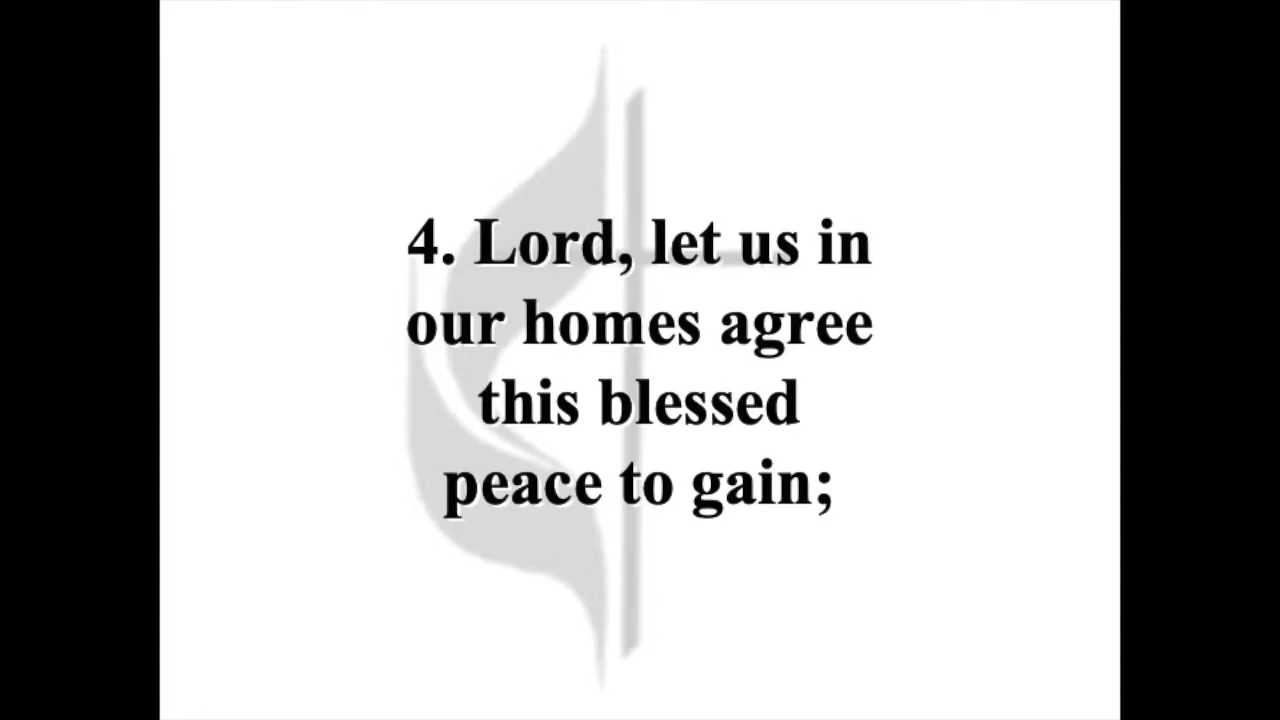 4. Lord, let us in
our homes agree
this blessed
peace to gain;